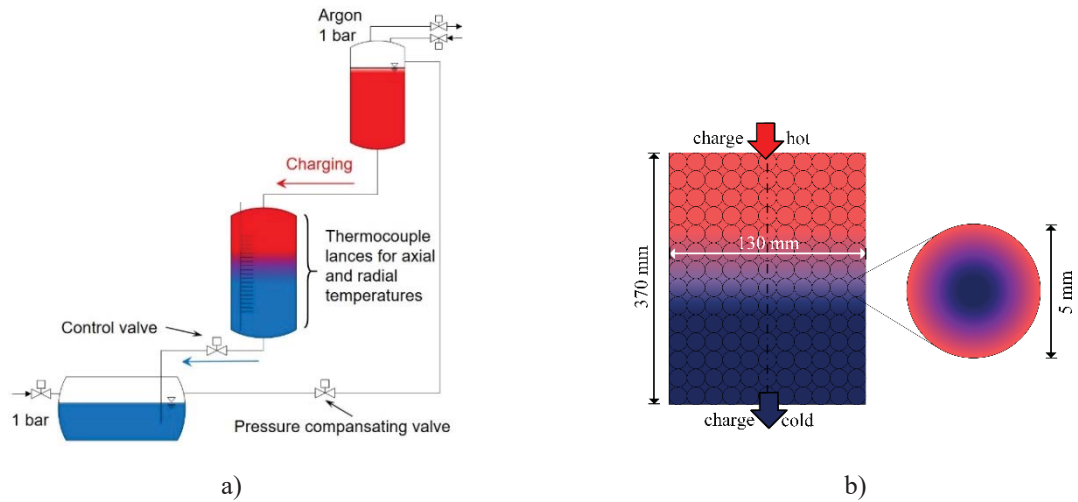 Argon
1 bar
Charging
Thermocouple
lances for axial
and radial
temperatures
Control valve
1 bar
Pressure compansating valve
a)
charge hot
130 mm
370 mm
5 mm
charge cold
b)